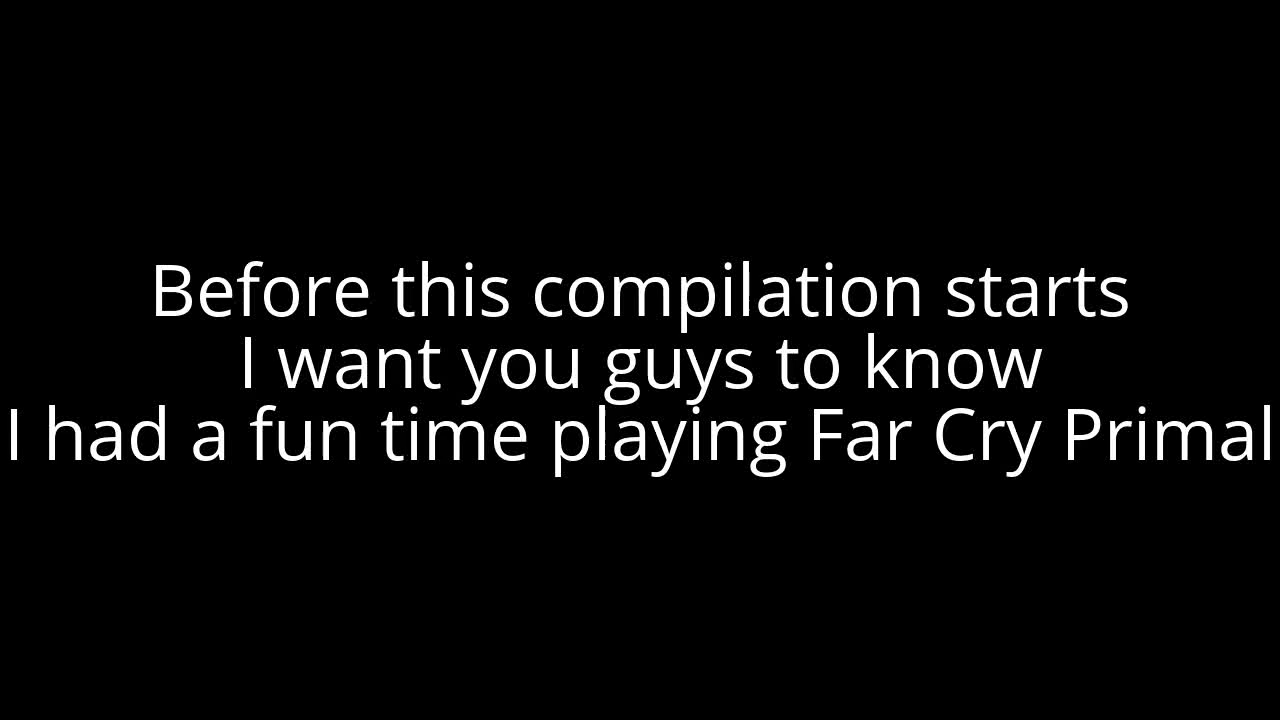 Before this compilation starts
I want you guys to know
I had a fun time playing Far Cry Primal